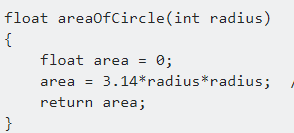 float areaOfCircle(int radius)
{
    float area = 0;
    area = 3.14*radius*radius;  /
    return area;
}